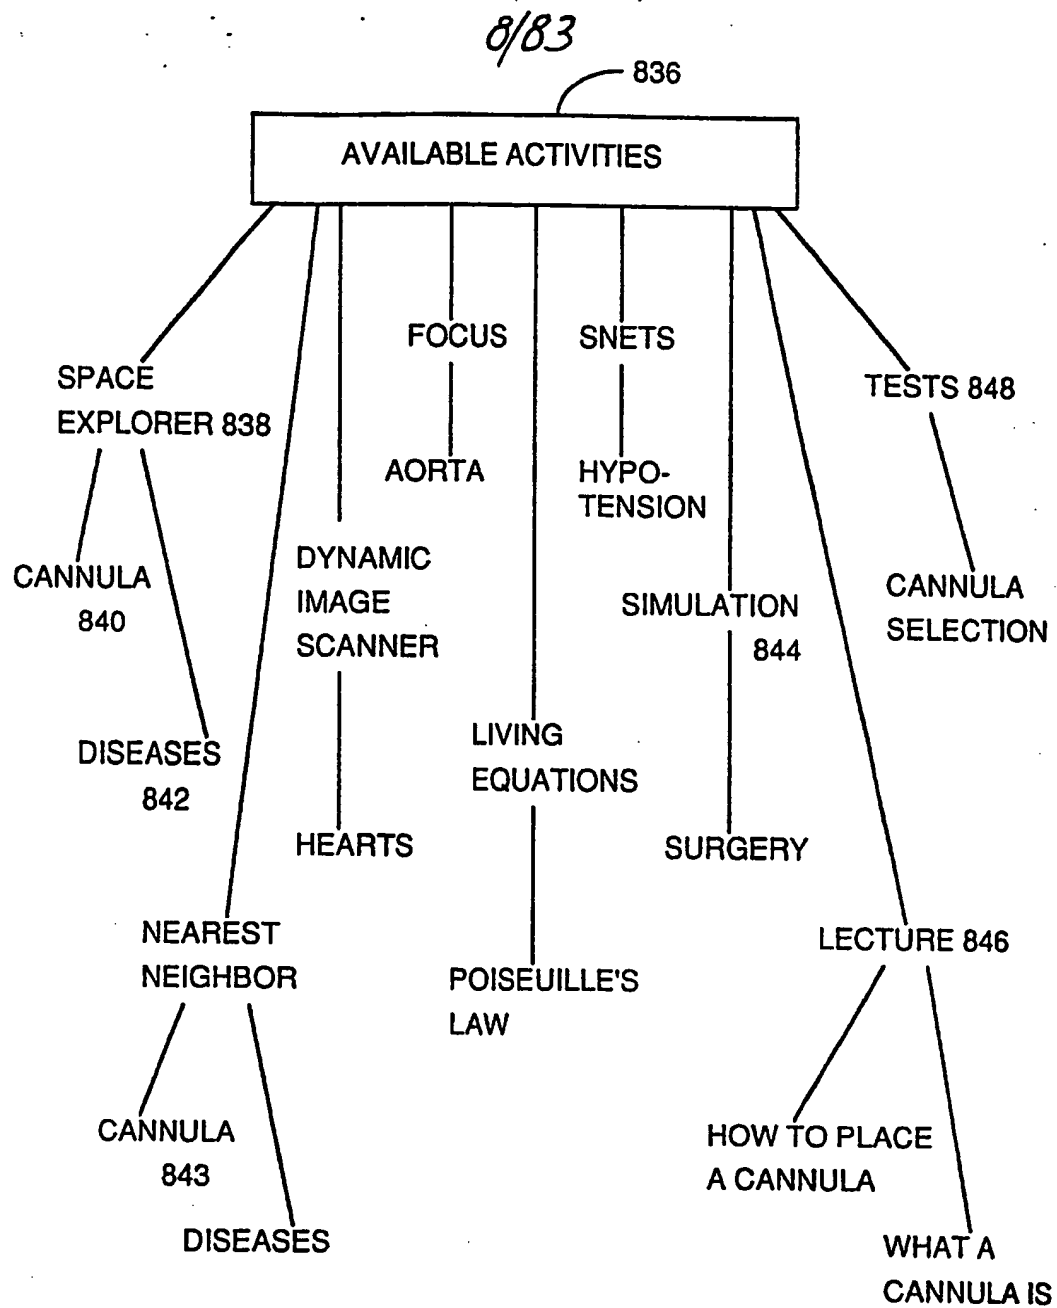 8/83
836
AVAILABLE ACTIVITIES
FOCUS
SNETS
SPACE
EXPLORER 838
TESTS 848
AORTA
HYPO-
TENSION
DYNAMIC
IMAGE
SCANNER
CANNULA
840
CANNULA
SELECTION
SIMULATION
844
LIVING
EQUATIONS
DISEASES
842
HEARTS
SURGERY
NEAREST
NEIGHBOR
LECTURE 846
POISEUILLE'S
LAW
CANNULA
843
HOW TO PLACE
A CANNULA
DISEASES
WHAT A
CANNULA IS